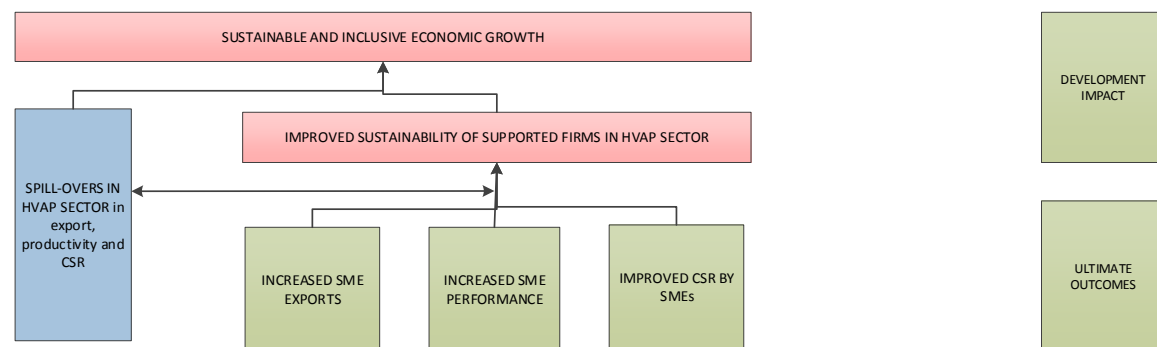 SUSTAINABLE AND INCLUSIVE ECONOMIC GROWTH
DEVELOPMENT
IMPACT
IMPROVED SUSTAINABILITY OF SUPPORTED FIRMS IN HVAP SECTOR
SPILL-OVERS IN
HVAP SECTOR in
export,
productivity and
CSR
INCREASED SME
EXPORTS
INCREASED SME
PERFORMANCE
IMPROVED CSR BY
SMEs
ULTIMATE
OUTCOMES